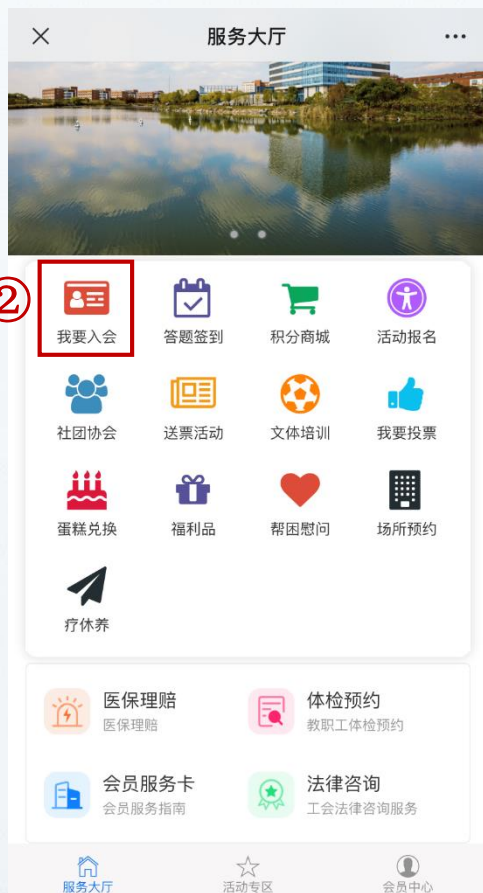 服务大厅
②
我要入会 答题签到 积分商城 活动报名
社团协会 送票活动 文体培训 我要投票
蛋糕兑换 福利品 帮困慰问 场所预约
疗休养
医保理赔 体检预约
医保理赔 教职工体检预约
会员服务卡 法律咨询
会员服务指南 工会法律咨询服务
服务大厅 活动专区 会员中心